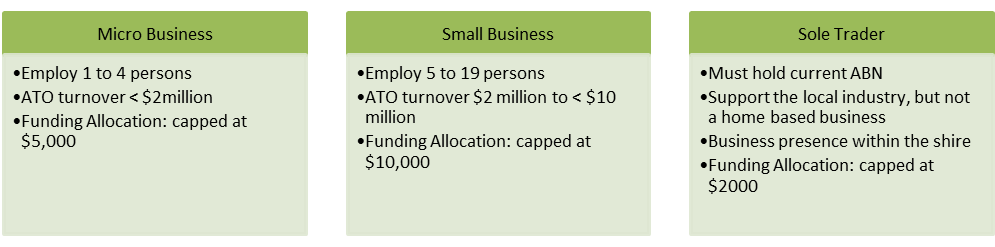 Micro Business
•Employ 1 to 4 persons
•ATO turnover < $2million
•Funding Allocation: capped at
$5,000
Small Business
•Employ 5 to 19 persons
•ATO turnover $2 million to < $10
million
•Funding Allocation: capped at
$10,000
Sole Trader
•Must hold current ABN
•Support the local industry, but not
a home based business
•Business presence within the shire
•Funding Allocation: capped at
$2000